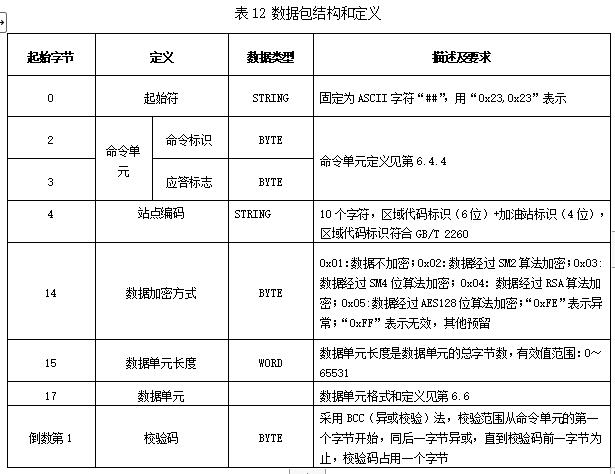 表 12 数据包结构和定义
起始字节 定义 数据类型 描述及要求
0 起始符 STRING 固定为 ASCII 字符“##”，用“0x23,0x23”表示
2 命令单元 命令标识 BYTE 命令单元定义见第 6.4.4
3 应答标志 BYTE
4 站点编码 STRING 10 个字符，区域代码标识（6 位）+加油站标识（4 位），
区域代码标识符合 GB/T 2260
14 数据加密方式 BYTE 0x01:数据不加密；0x02:数据经过 SM2 算法加密；0x03:
数据经过 SM4 位算法加密；0x04: 数据经过 RSA 算法加
密；0x05:数据经过 AES128 位算法加密；“0xFE”表示异
常；“0xFF”表示无效，其他预留
15 数据单元长度 WORD 数据单元长度是数据单元的总字节数，有效值范围：0～
65531
17 数据单元 数据单元格式和定义见第 6.6
倒数第 1 校验码 BYTE 采用 BCC（异或校验）法，校验范围从命令单元的第一
个字节开始，同后一字节异或，直到校验码前一字节为
止，校验码占用一个字节